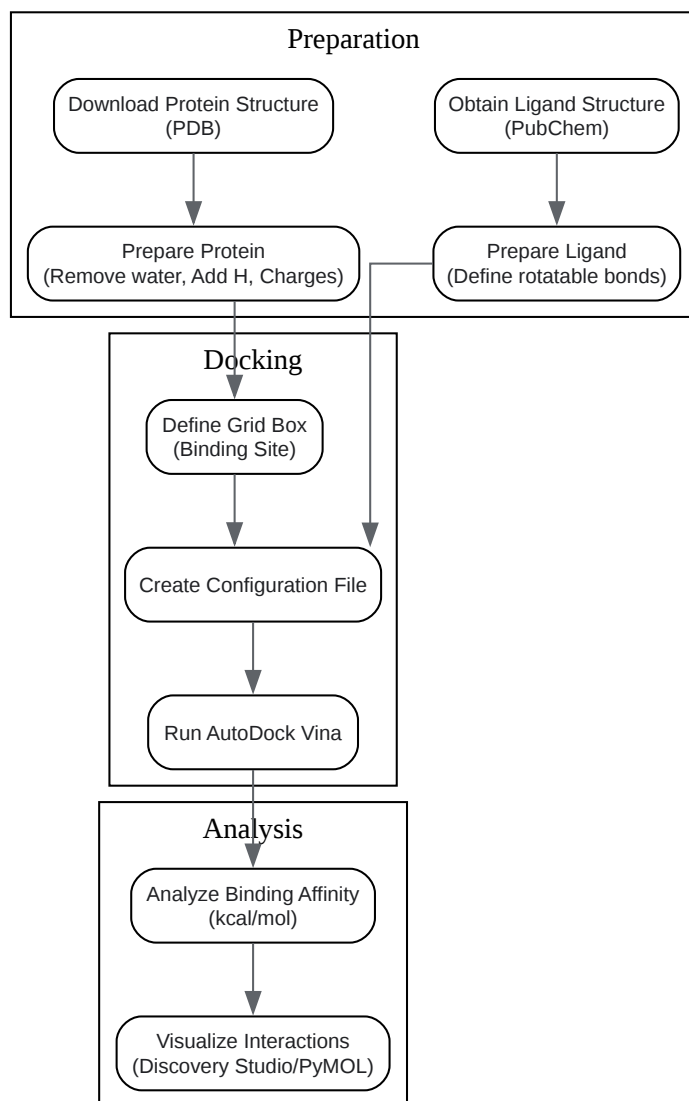 Preparation
Download Protein Structure
(PDB)
Obtain Ligand Structure
(PubChem)
Prepare Protein
(Remove water, Add H, Charges)
Prepare Ligand
(Define rotatable bonds)
Docking
Define Grid Box
(Binding Site)
Create Configuration File
Run AutoDock Vina
Analysis
Analyze Binding Affinity
(kcal/mol)
Visualize Interactions
(Discovery Studio/PyMOL)